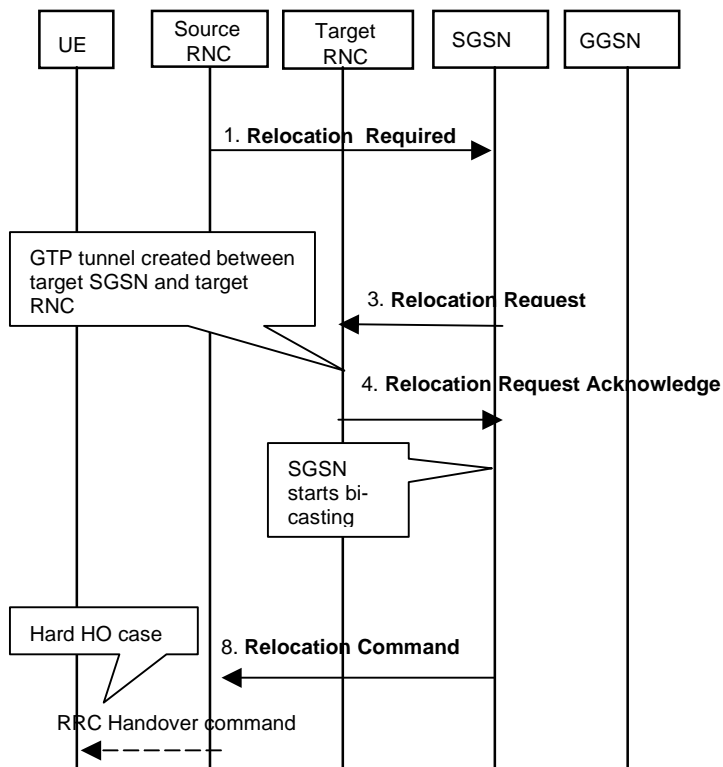 UE
Source
RNC
Target
RNC
SGSN
GGSN
1. Relocation Required
GTP tunnel created between
target SGSN and target
RNC
3. Relocation Request
4. Relocation Request Acknowledge
SGSN
starts bi-
casting
Hard HO case
8. Relocation Command
RRC Handover command